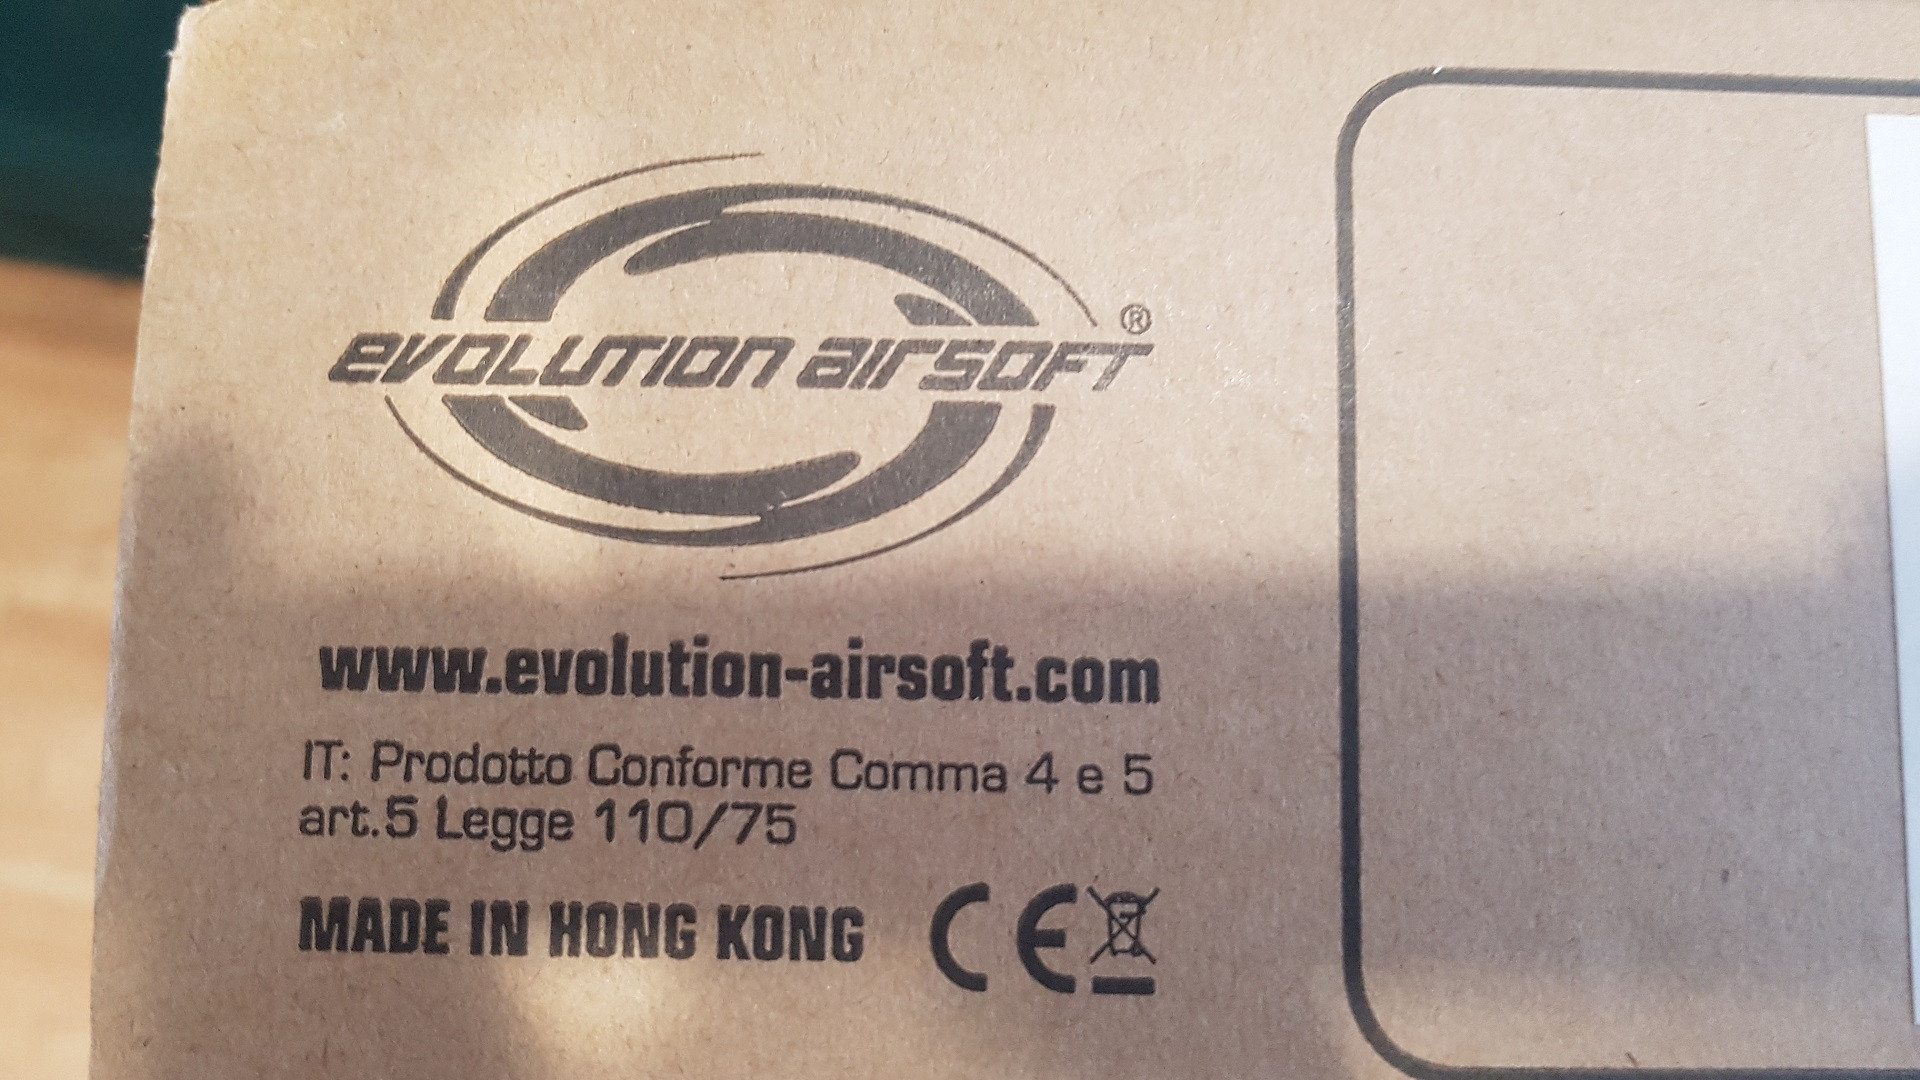 evolution airsoft®
www.evolution-airsoft.com
IT: Prodotto Conforme Comma 4 e 5
art.5 Legge 110/75
MADE IN HONG KONG CE